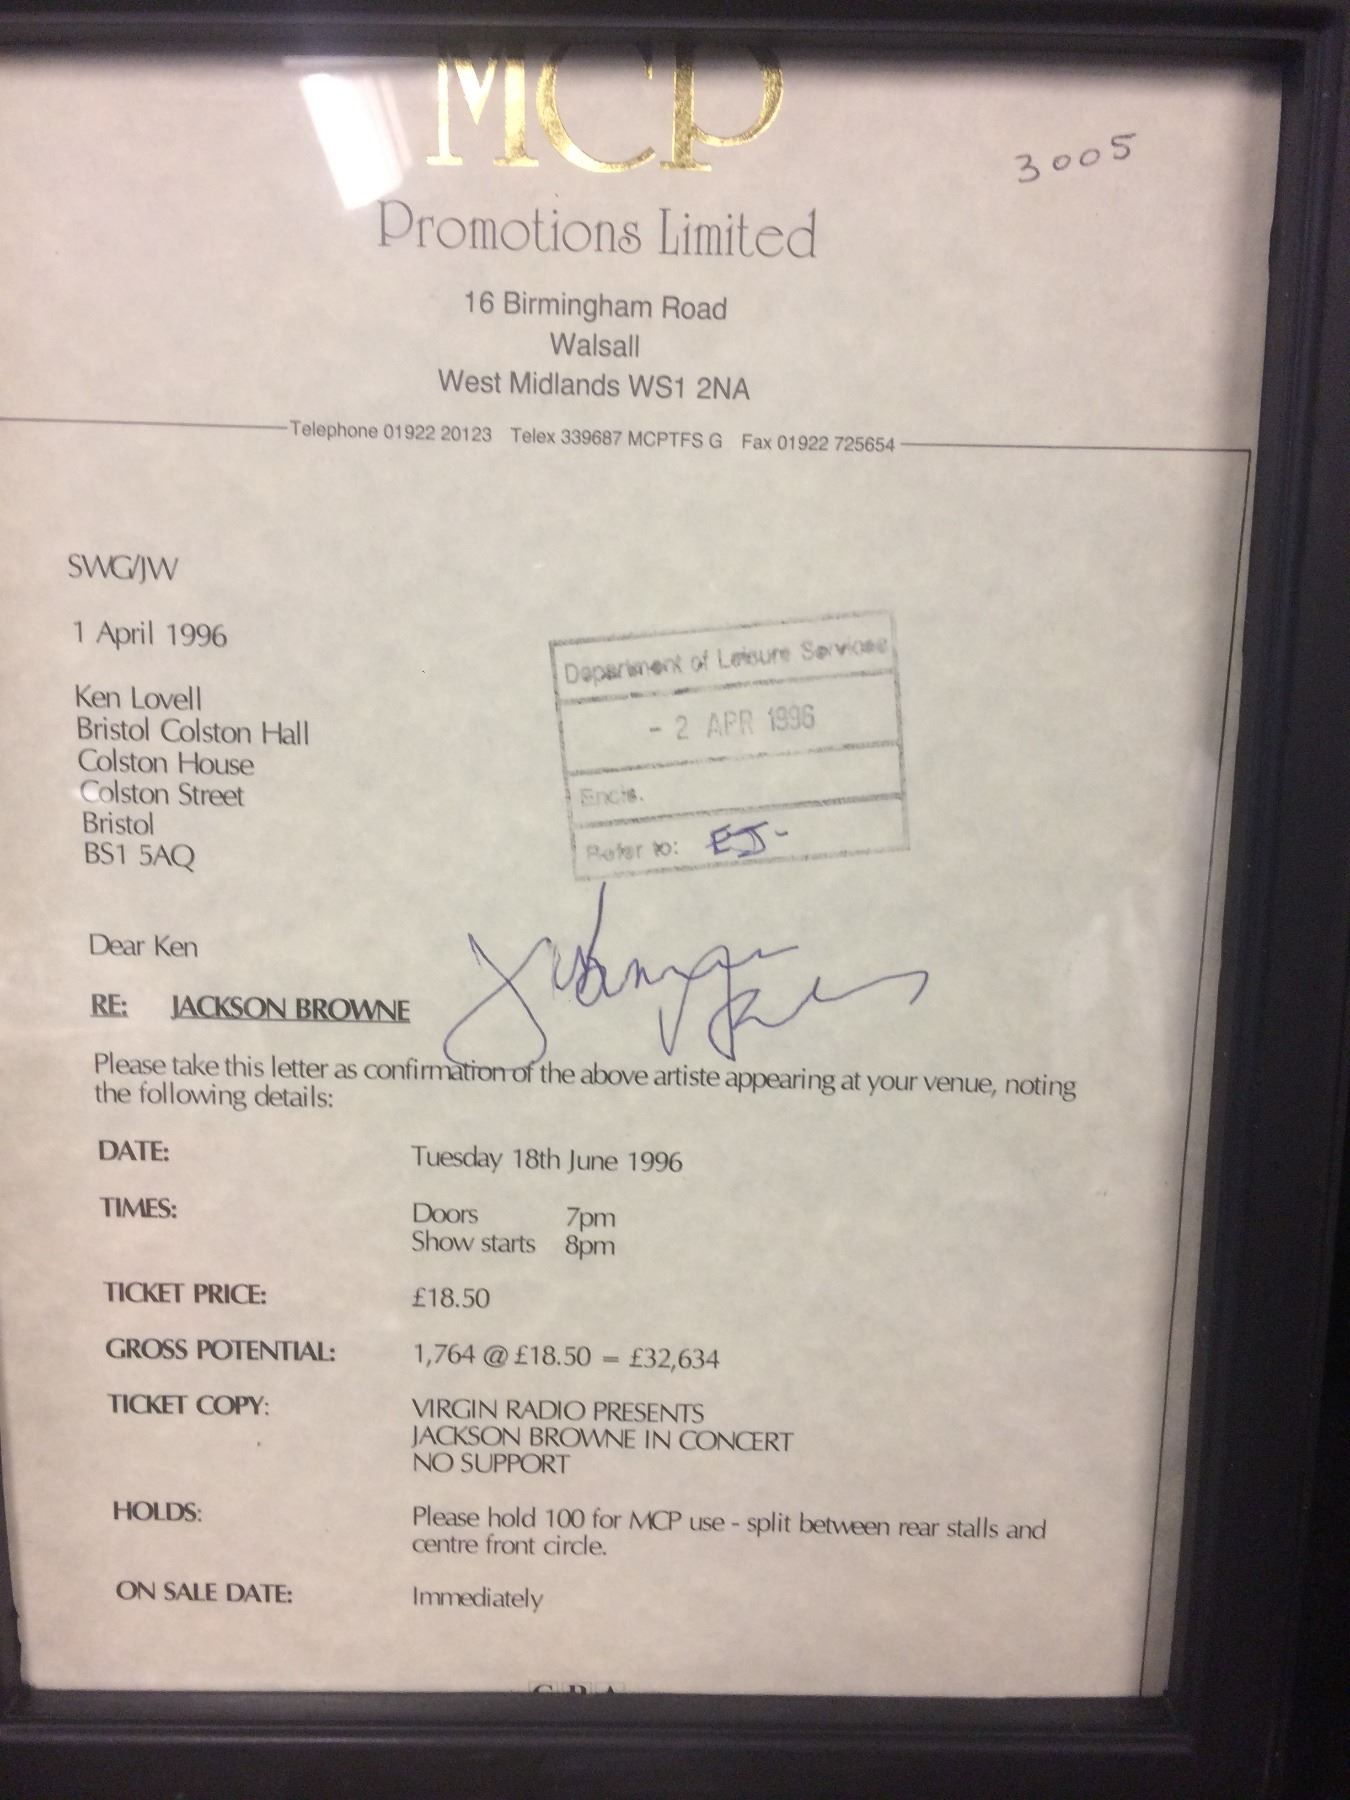 MCP
3005
Promotions Limited
16 Birmingham Road
Walsall
West Midlands WS1 2NA
Telephone 01922 20123 Telex 339687 MCPTFS G Fax 01922 725654
SWG/JW
1 April 1996
Ken Lovell
Bristol Colston Hall
Colston House
Colston Street
Bristol
BS1 5AQ
Department of Leisure Services
- 2 APR 1996
Encls.
Refer to: EJ-
Dear Ken
RE: JACKSON BROWNE
Please take this letter as confirmation of the above artiste appearing at your venue, noting
the following details:
DATE: Tuesday 18th June 1996
TIMES: Doors 7pm
Show starts 8pm
TICKET PRICE: £18.50
GROSS POTENTIAL: 1,764 @ £18.50 = £32,634
TICKET COPY: VIRGIN RADIO PRESENTS
JACKSON BROWNE IN CONCERT
NO SUPPORT
HOLDS: Please hold 100 for MCP use - split between rear stalls and
centre front circle.
ON SALE DATE: Immediately